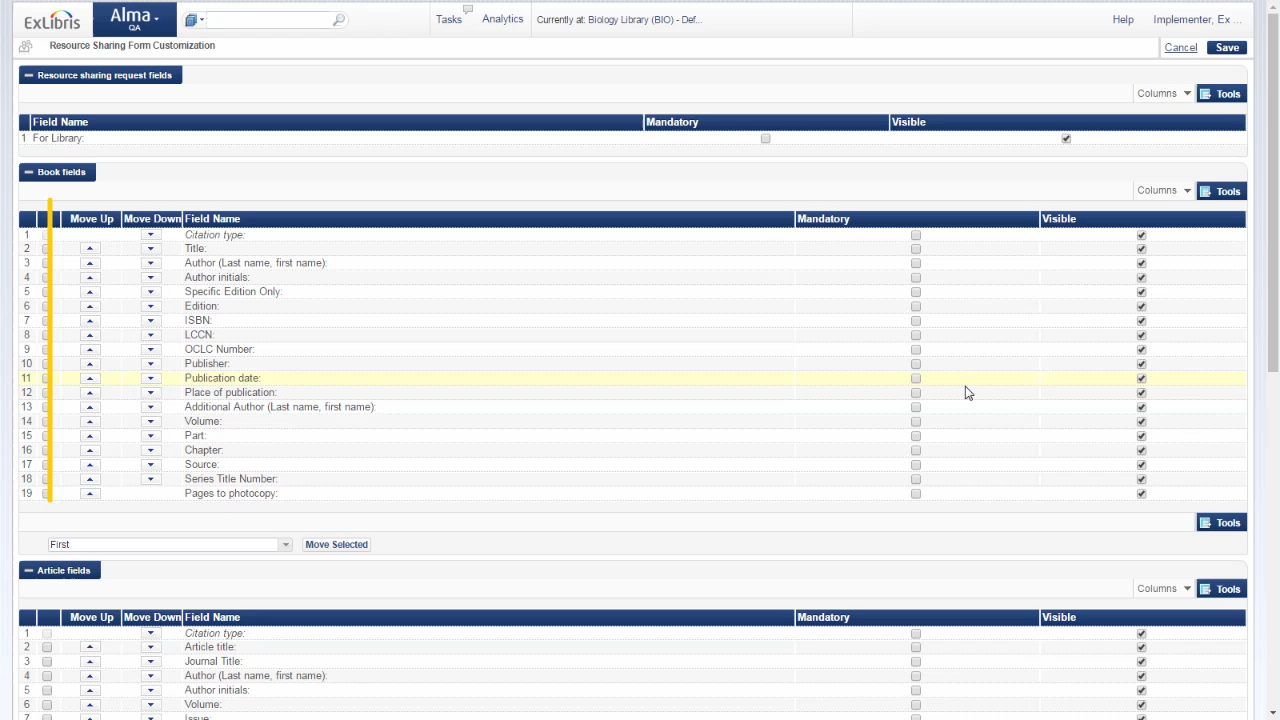 ExLibris Alma QA Tasks Analytics Currently at: Biology Library (BIO) - Def... Help Implementer, Ex ...
Resource Sharing Form Customization Cancel Save
Resource sharing request fields
Columns Tools
Field Name Mandatory Visible
1 For Library:
Book fields
Columns Tools
Move Up Move Down Field Name Mandatory Visible
1 Citation type:
2 Title:
3 Author (Last name, first name):
4 Author initials:
5 Specific Edition Only:
6 Edition:
7 ISBN:
8 LCCN:
9 OCLC Number:
10 Publisher:
11 Publication date:
12 Place of publication:
13 Additional Author (Last name, first name):
14 Volume:
15 Part:
16 Chapter:
17 Source:
18 Series Title Number:
19 Pages to photocopy:
Tools
First Move Selected
Article fields
Columns Tools
Move Up Move Down Field Name Mandatory Visible
1 Citation type:
2 Article title:
3 Journal Title:
4 Author (Last name, first name):
5 Author initials:
6 Volume:
7 Issue: